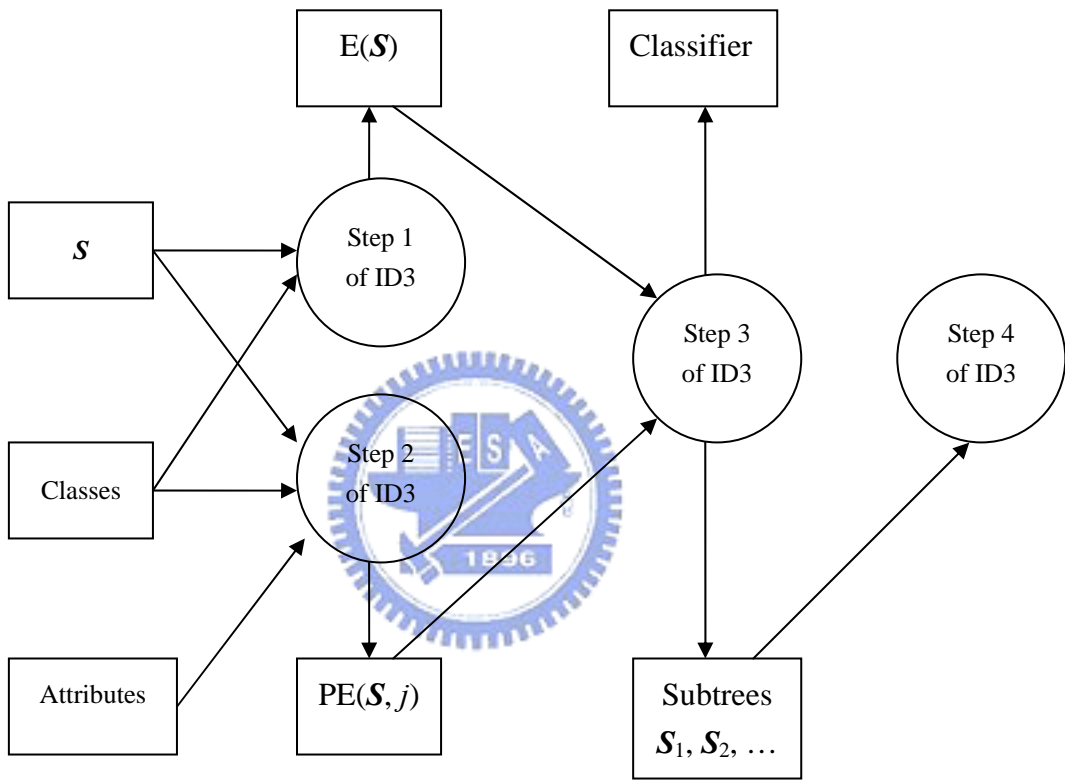 E(S)
Classifier
S
Step 1
of ID3
Step 3
of ID3
Step 4
of ID3
Classes
Step 2
of ID3
E S A
1896
Attributes
PE(S, j)
Subtrees
S₁, S₂, …